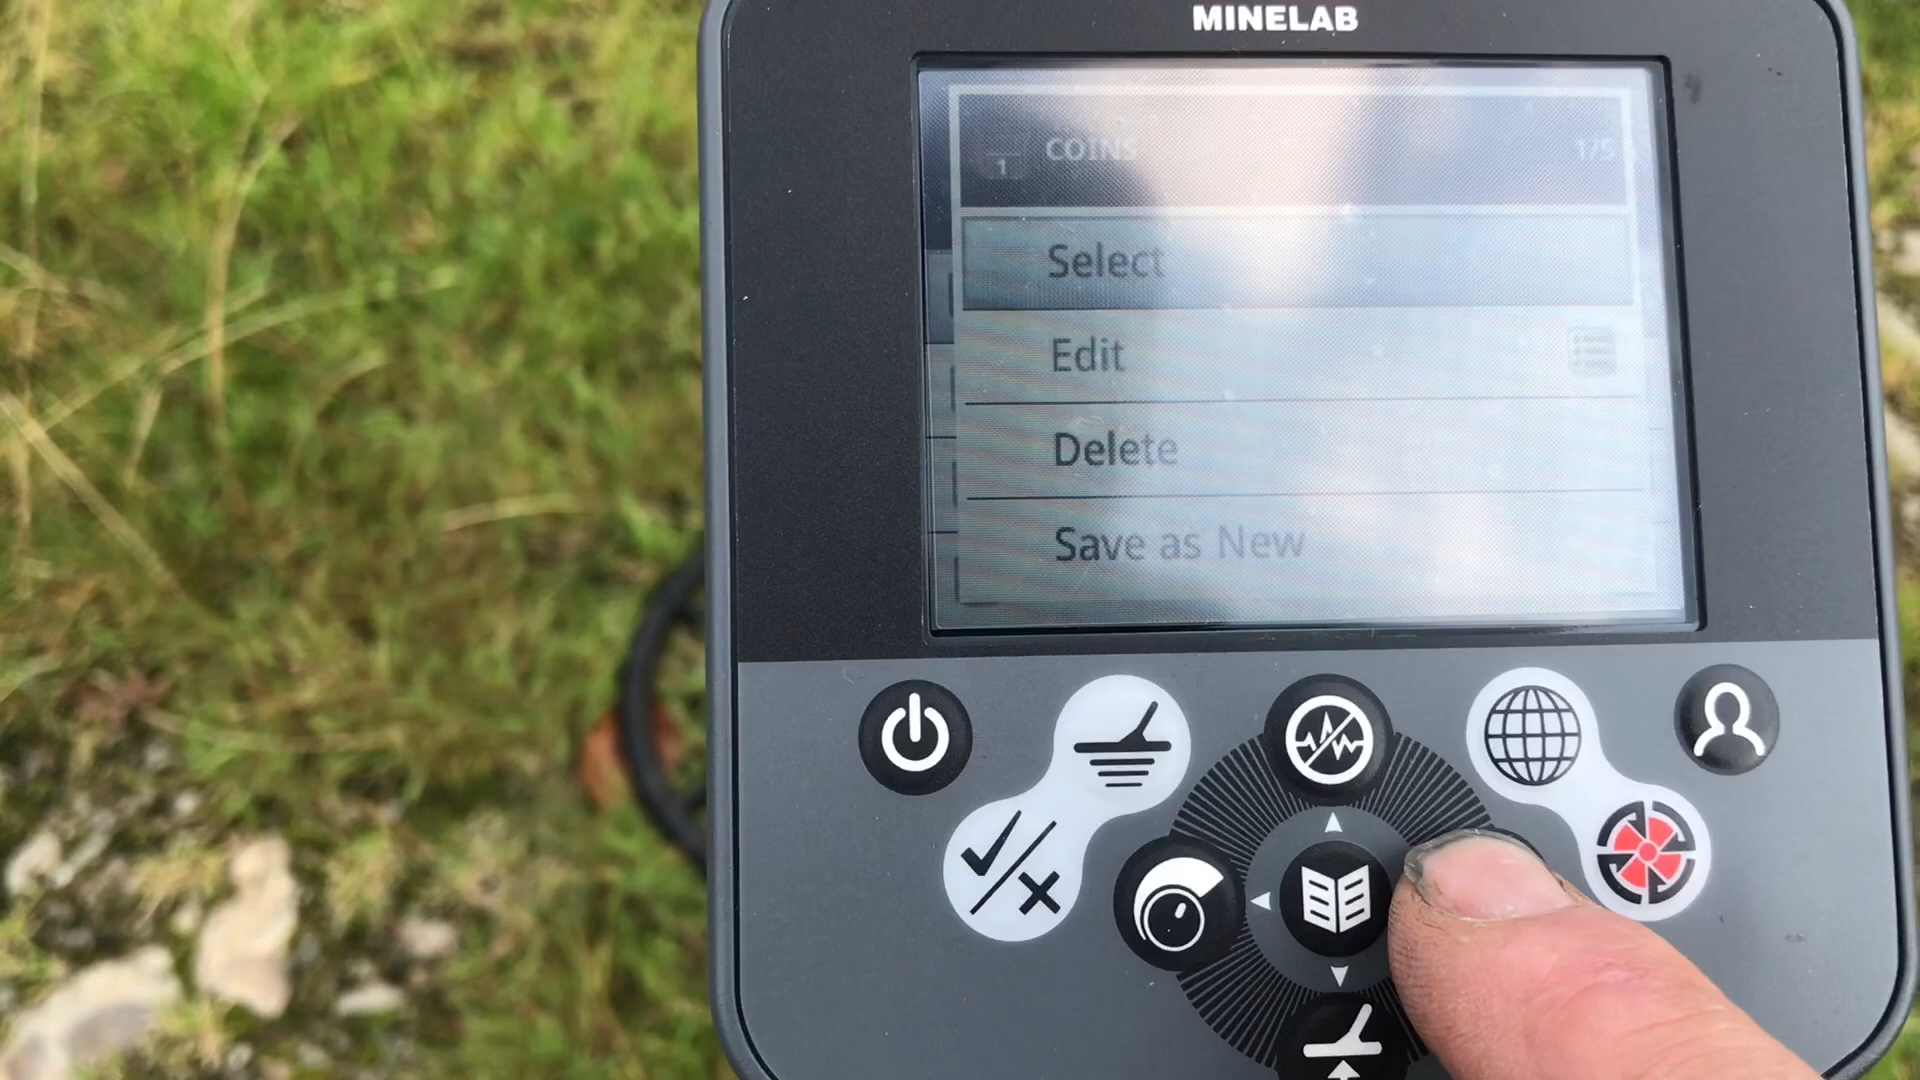 MINELAB
1 COINS 1/5
Select
Edit
Delete
Save as New